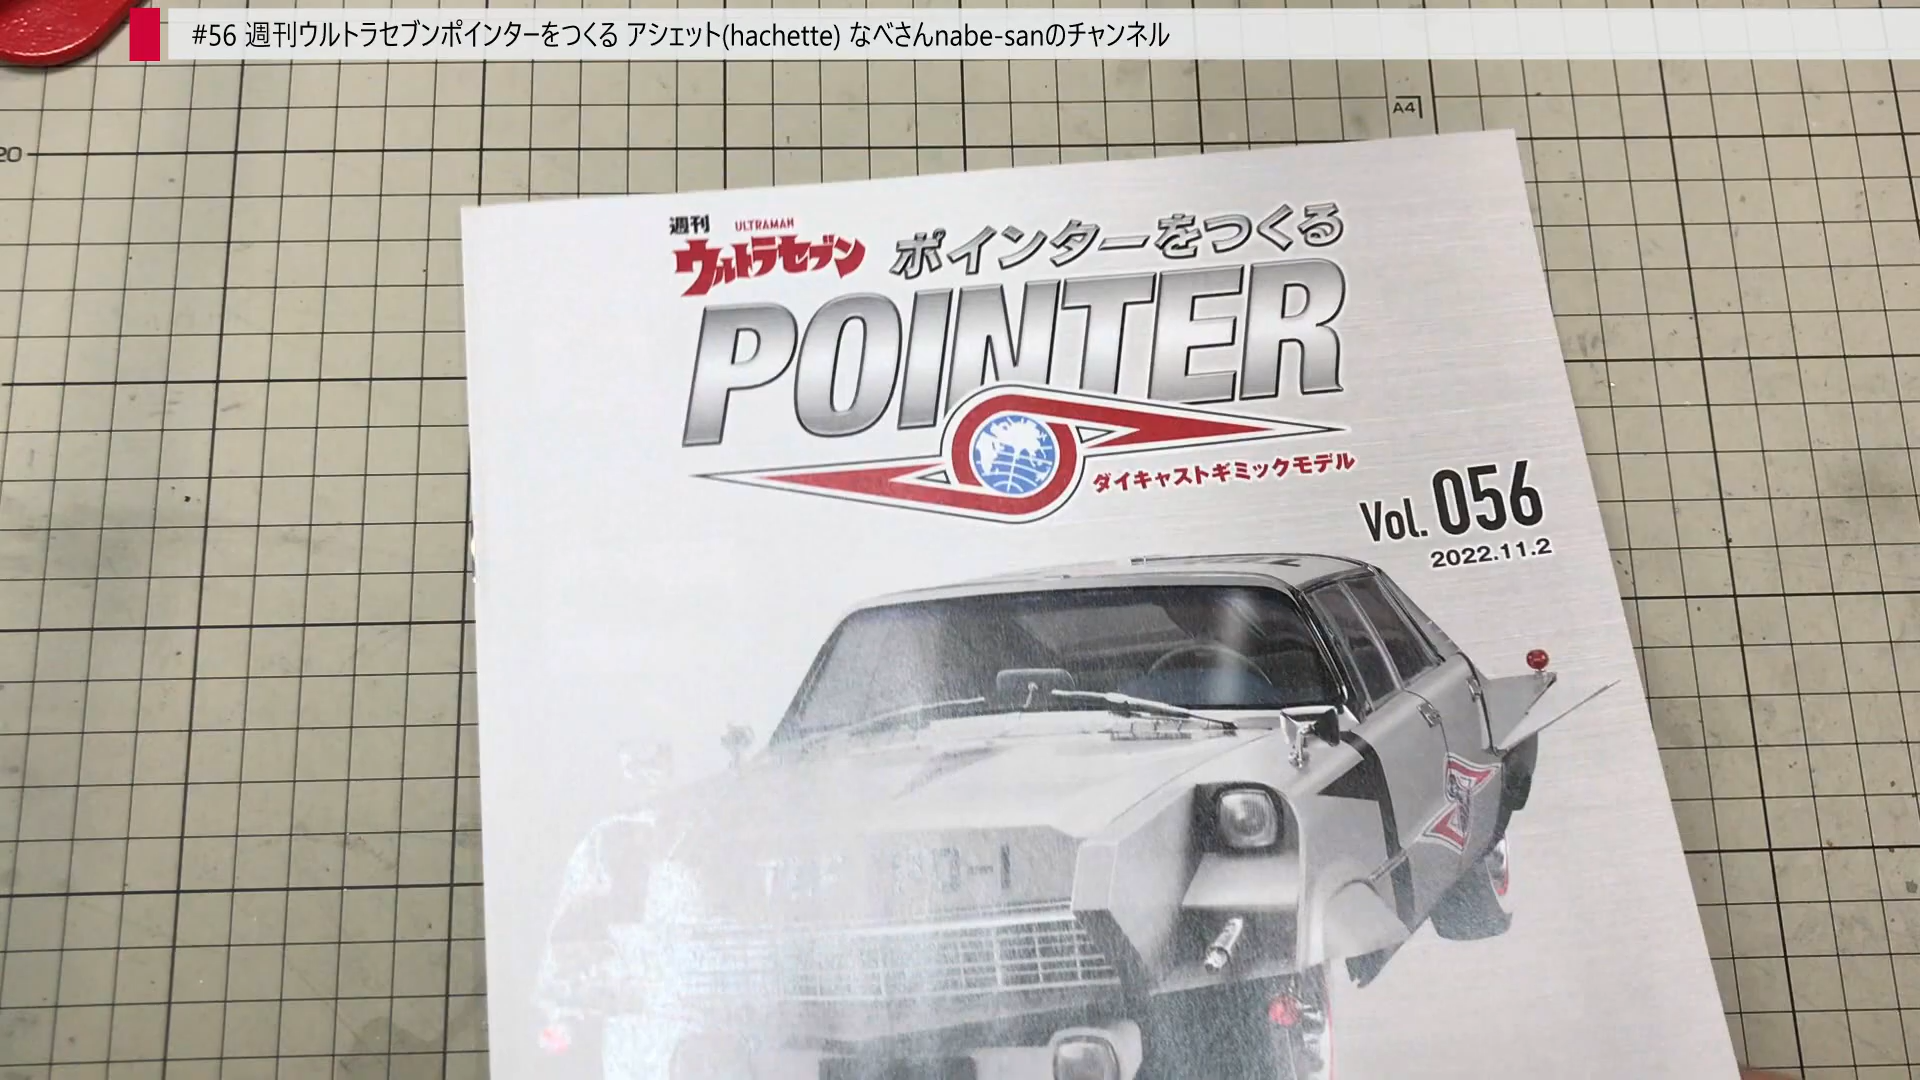 #56 週刊ウルトラセブンポインターをつくる アシェット(hachette) なべさんnabe-sanのチャンネル
A4
20
週刊 ULTRAMAN
ウルトラセブン ポインターをつくる
POINTER
ダイキャストギミックモデル
Vol. 056
2022.11.2
PO-1